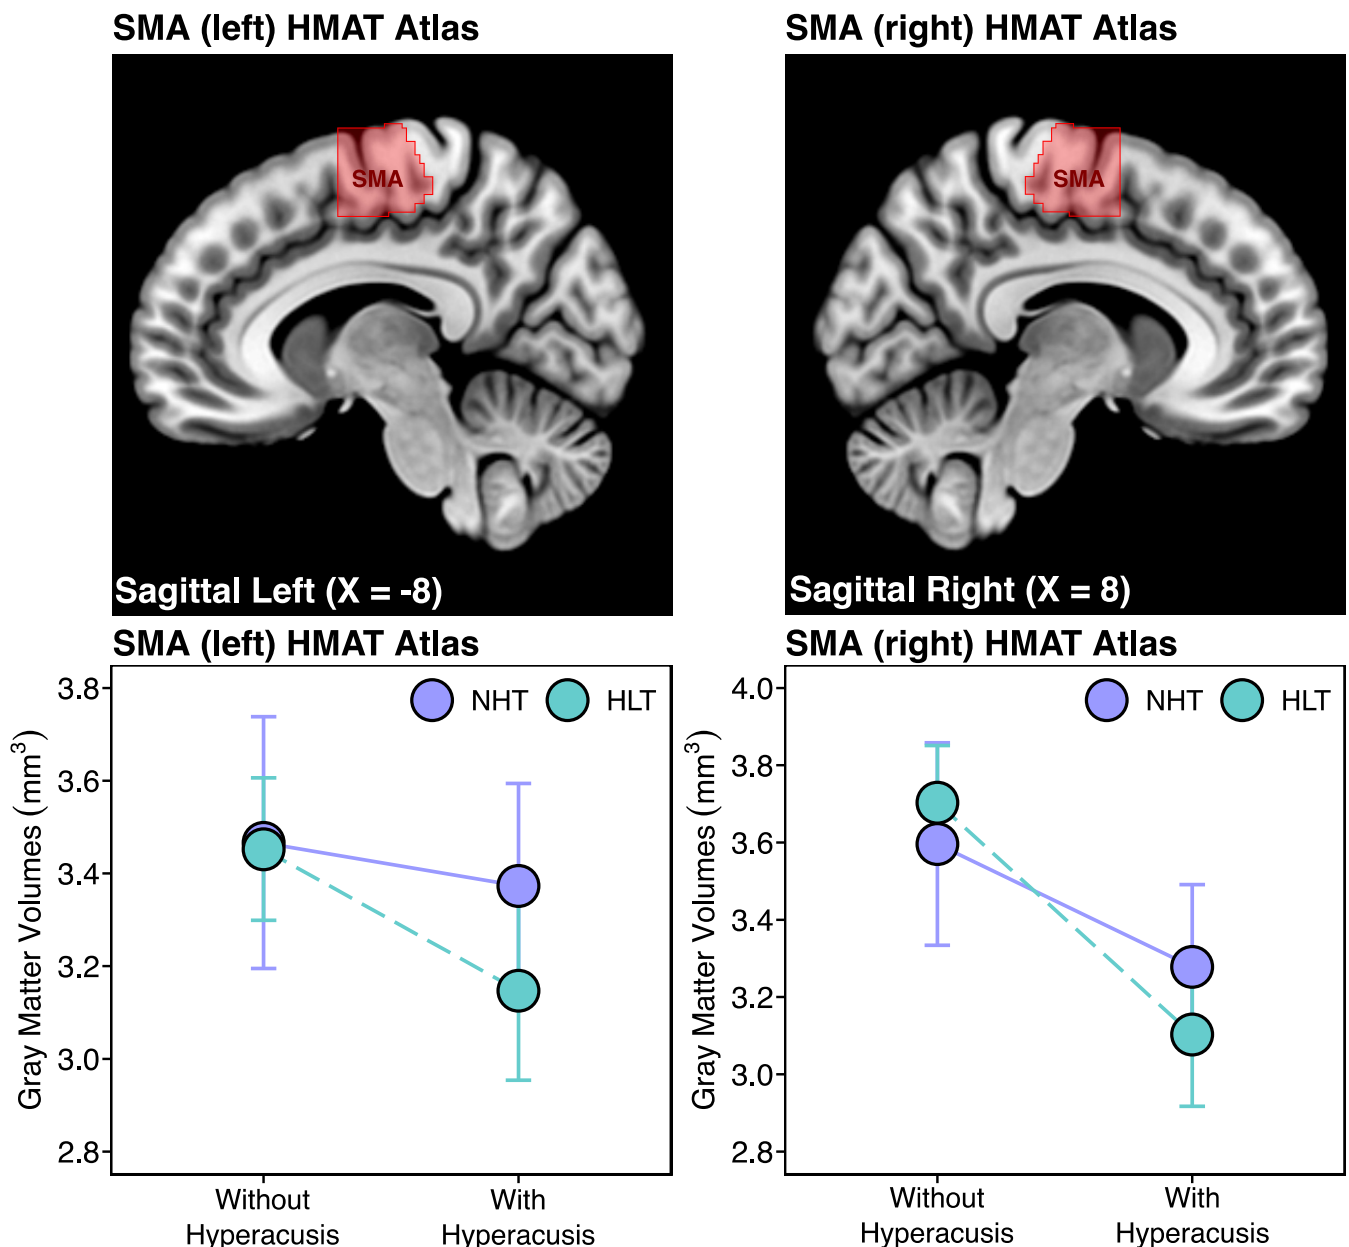 SMA (left) HMAT Atlas
SMA
Sagittal Left (X = -8)
SMA (right) HMAT Atlas
SMA
Sagittal Right (X = 8)
SMA (left) HMAT Atlas
NHT HLT
Gray Matter Volumes (mm³)
3.8
3.6
3.4
3.2
3.0
2.8
Without
Hyperacusis
With
Hyperacusis
SMA (right) HMAT Atlas
NHT HLT
Gray Matter Volumes (mm³)
4.0
3.8
3.6
3.4
3.2
3.0
2.8
Without
Hyperacusis
With
Hyperacusis